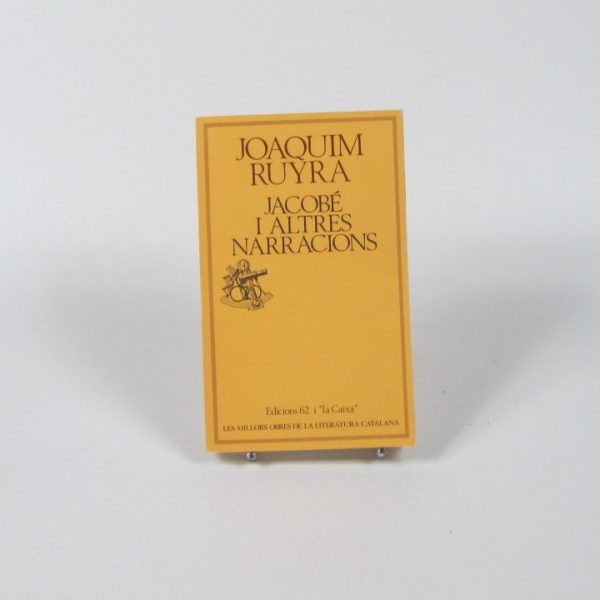 JOAQUIM
RUYRA
JACOBÉ
I ALTRES
NARRACIONS
Edicions 62 i "la Caixa"
LES MILLORS OBRES DE LA LITERATURA CATALANA